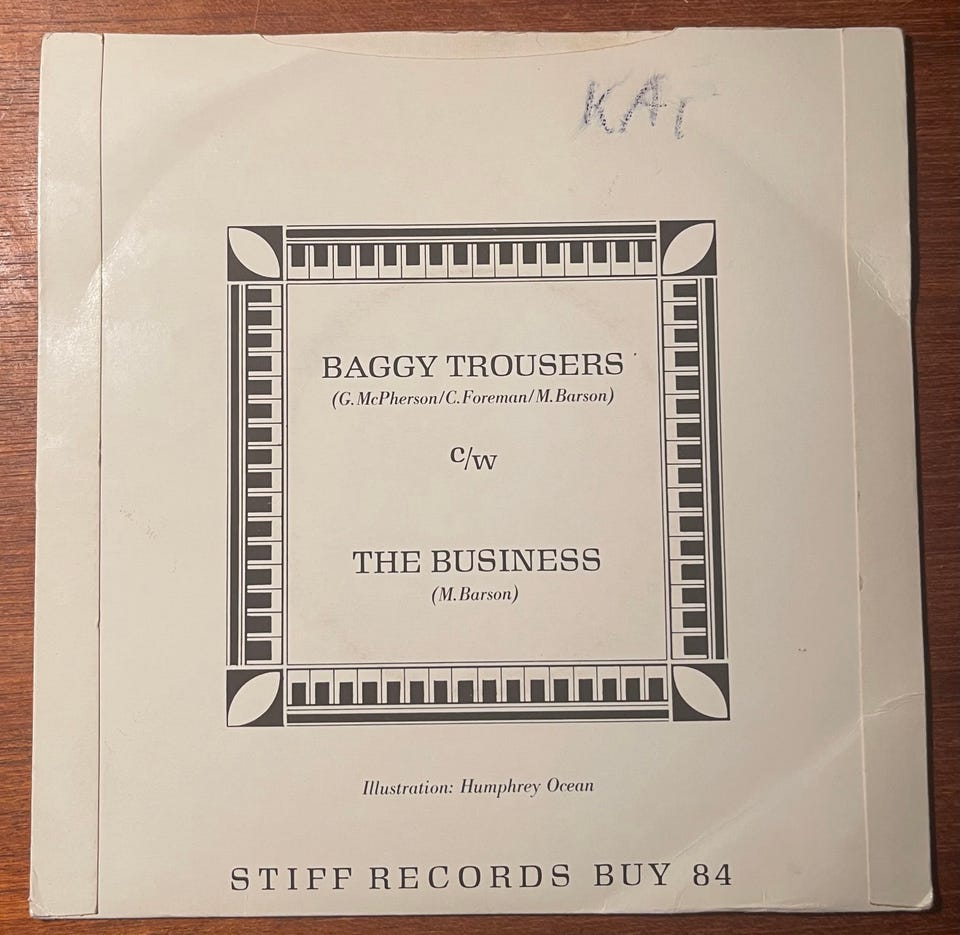 KAT
BAGGY TROUSERS
(G. McPherson/C. Foreman/M. Barson)
c/w
THE BUSINESS
(M. Barson)
Illustration: Humphrey Ocean
STIFF RECORDS BUY 84